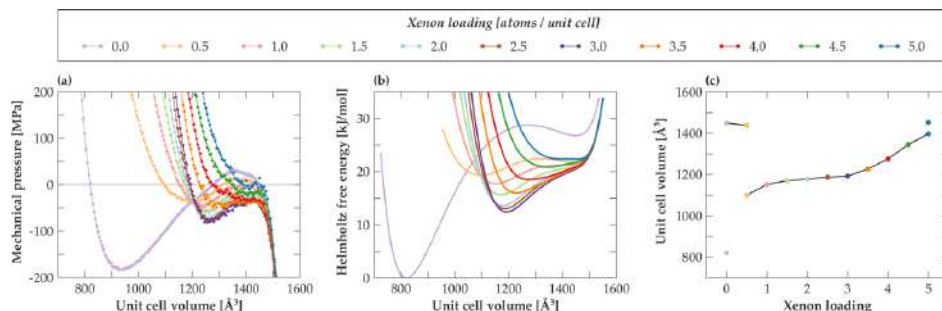 Xenon loading [atoms / unit cell]
0.0 0.5 1.0 1.5 2.0 2.5 3.0 3.5 4.0 4.5 5.0
(a)
Mechanical pressure [MPa]
200
100
0
-100
-200
800 1000 1200 1400 1600
Unit cell volume [Å³]
(b)
Helmholtz free energy [kJ/mol]
30
20
10
0
800 1000 1200 1400 1600
Unit cell volume [Å³]
(c)
Unit cell volume [Å³]
1600
1400
1200
1000
800
0 1 2 3 4 5
Xenon loading